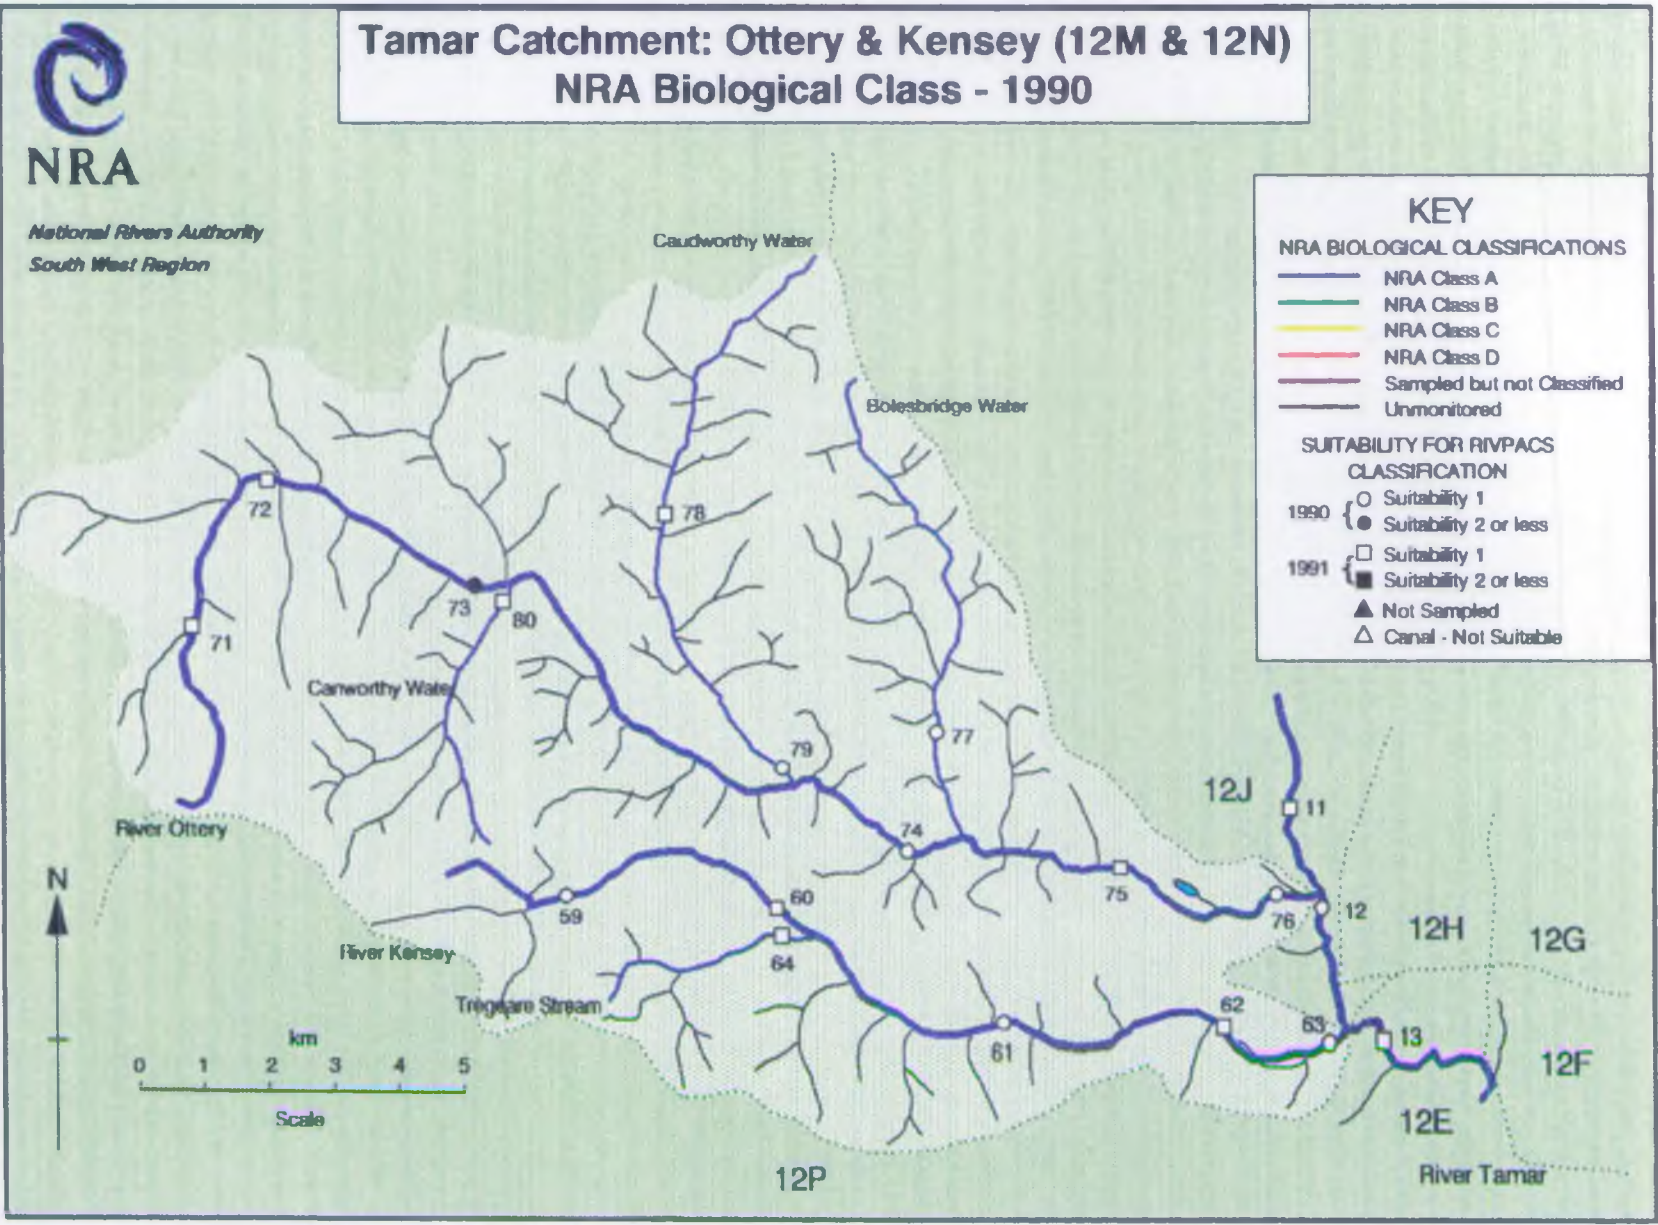 Tamar Catchment: Ottery & Kensey (12M & 12N)
NRA Biological Class - 1990
NRA
National Rivers Authority
South West Region
KEY
NRA BIOLOGICAL CLASSIFICATIONS
NRA Class A
NRA Class B
NRA Class C
NRA Class D
Sampled but not Classified
Unmonitored
SUITABILITY FOR RIVPACS
CLASSIFICATION
1990
Suitability 1
Suitability 2 or less
1991
Suitability 1
Suitability 2 or less
Not Sampled
Canal - Not Suitable
Caudworthy Water
Bolesbridge Water
72
78
73
80
71
Canworthy Water
77
79
12J
11
River Ottery
74
N
75
76
12
59
60
12H
12G
River Kensey
64
Tregeare Stream
62
63
13
61
12F
km
0 1 2 3 4 5
Scale
12E
12P
River Tamar